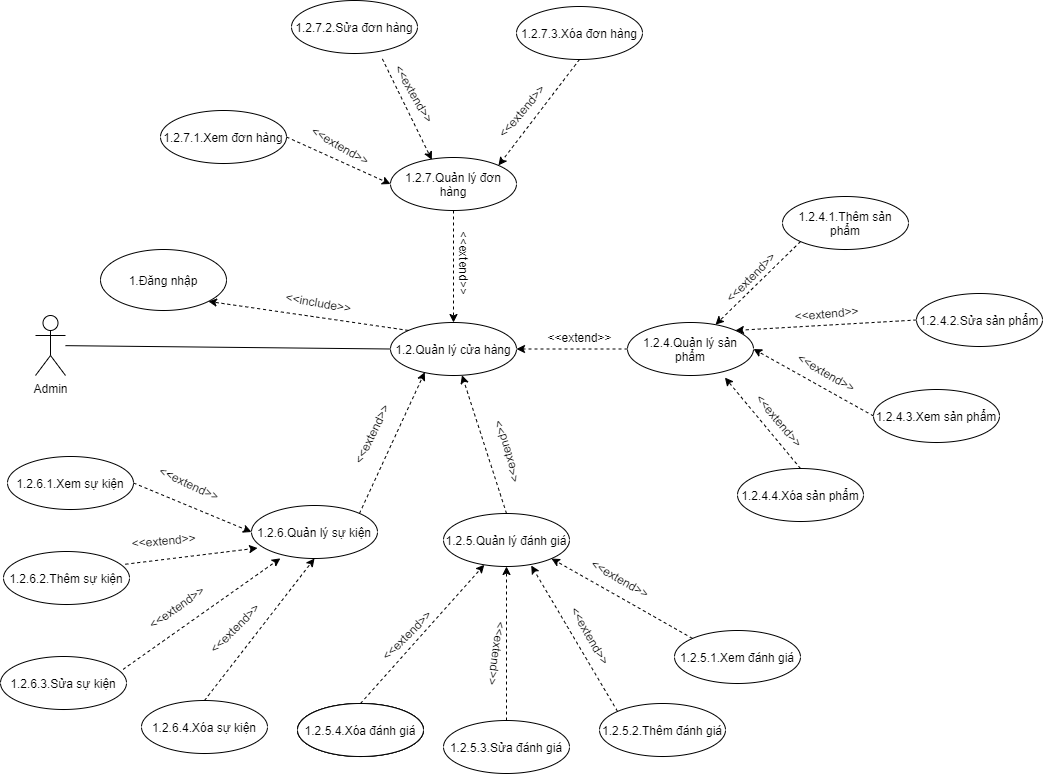 1.2.7.2.Sửa đơn hàng
1.2.7.3.Xóa đơn hàng
<<extend>>
<<extend>>
1.2.7.1.Xem đơn hàng
<<extend>>
1.2.7.Quản lý đơn
hàng
1.2.4.1.Thêm sản
phẩm
<<extend>>
<<extend>>
1.Đăng nhập
<<include>>
<<extend>>
1.2.4.2.Sửa sản phẩm
Admin
1.2.Quản lý cửa hàng
<<extend>>
1.2.4.Quản lý sản
phẩm
<<extend>>
1.2.4.3.Xem sản phẩm
<<extend>>
1.2.4.4.Xóa sản phẩm
<<extend>>
<<extend>>
1.2.6.1.Xem sự kiện
<<extend>>
1.2.6.Quản lý sự kiện
1.2.5.Quản lý đánh giá
<<extend>>
1.2.6.2.Thêm sự kiện
<<extend>>
<<extend>>
<<extend>>
<<extend>>
<<extend>>
<<extend>>
1.2.6.3.Sửa sự kiện
1.2.5.1.Xem đánh giá
1.2.6.4.Xóa sự kiện
1.2.5.4.Xóa đánh giá
1.2.5.3.Sửa đánh giá
1.2.5.2.Thêm đánh giá